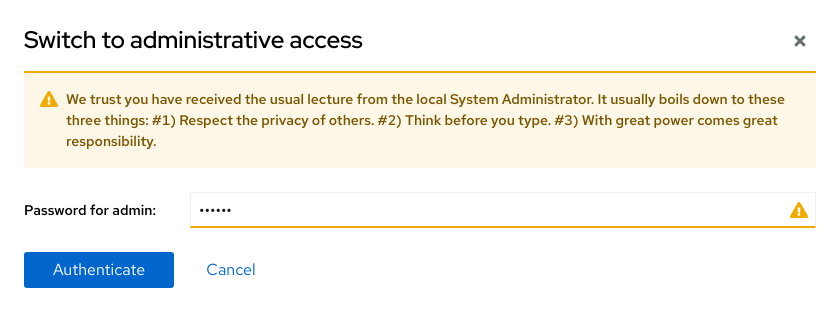 Switch to administrative access
We trust you have received the usual lecture from the local System Administrator. It usually boils down to these
three things: #1) Respect the privacy of others. #2) Think before you type. #3) With great power comes great
responsibility.
Password for admin: ••••••
Authenticate Cancel